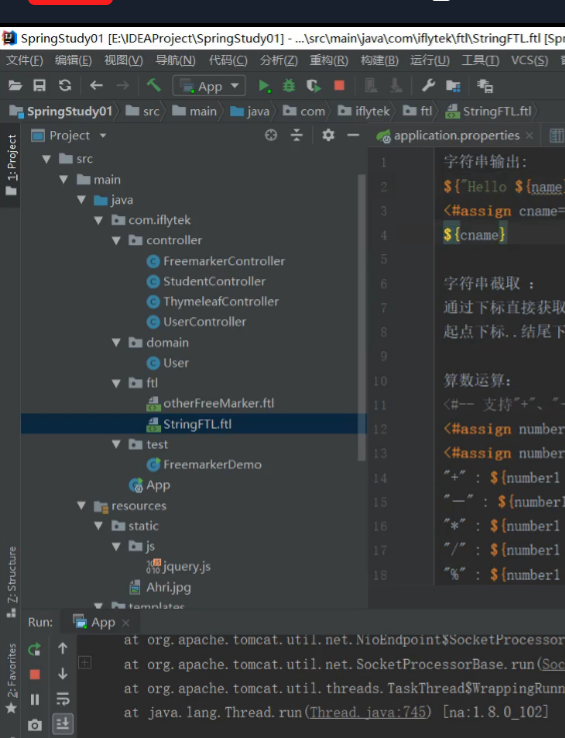 SpringStudy01 [E:\IDEAProject\SpringStudy01] - ...\src\main\java\com\iflytek\ftl\StringFTL.ftl [Spr
文件(F) 编辑(E) 视图(V) 导航(N) 代码(C) 分析(Z) 重构(R) 构建(B) 运行(U) 工具(T) VCS(S)
App
SpringStudy01 src main java com iflytek ftl StringFTL.ftl
1: Project
Project
application.properties
src
main
java
com.iflytek
controller
FreemarkerController
StudentController
ThymeleafController
UserController
domain
User
ftl
otherFreeMarker.ftl
StringFTL.ftl
test
FreemarkerDemo
App
resources
static
js
jquery.js
Ahri.jpg
templates
1 字符串输出:
2 ${"Hello ${name}
3 <#assign cname=
4 ${cname}
5
6 字符串截取 :
7 通过下标直接获取
8 起点下标..结尾下
9
10 算数运算:
11 <#-- 支持"+"、"-
12 <#assign number
13 <#assign number
14 "+" : ${number1
15 "一" : ${number1
16 "*" : ${number1
17 "/" : ${number1
18 "%" : ${number1
Z: Structure
2: Favorites
Run: App
at org.apache.tomcat.util.net.NioEndpoint$SocketProcessor
at org.apache.tomcat.util.net.SocketProcessorBase.run(Soc
at org.apache.tomcat.util.threads.TaskThread$WrappingRunn
at java.lang.Thread.run(Thread.java:745) [na:1.8.0_102]